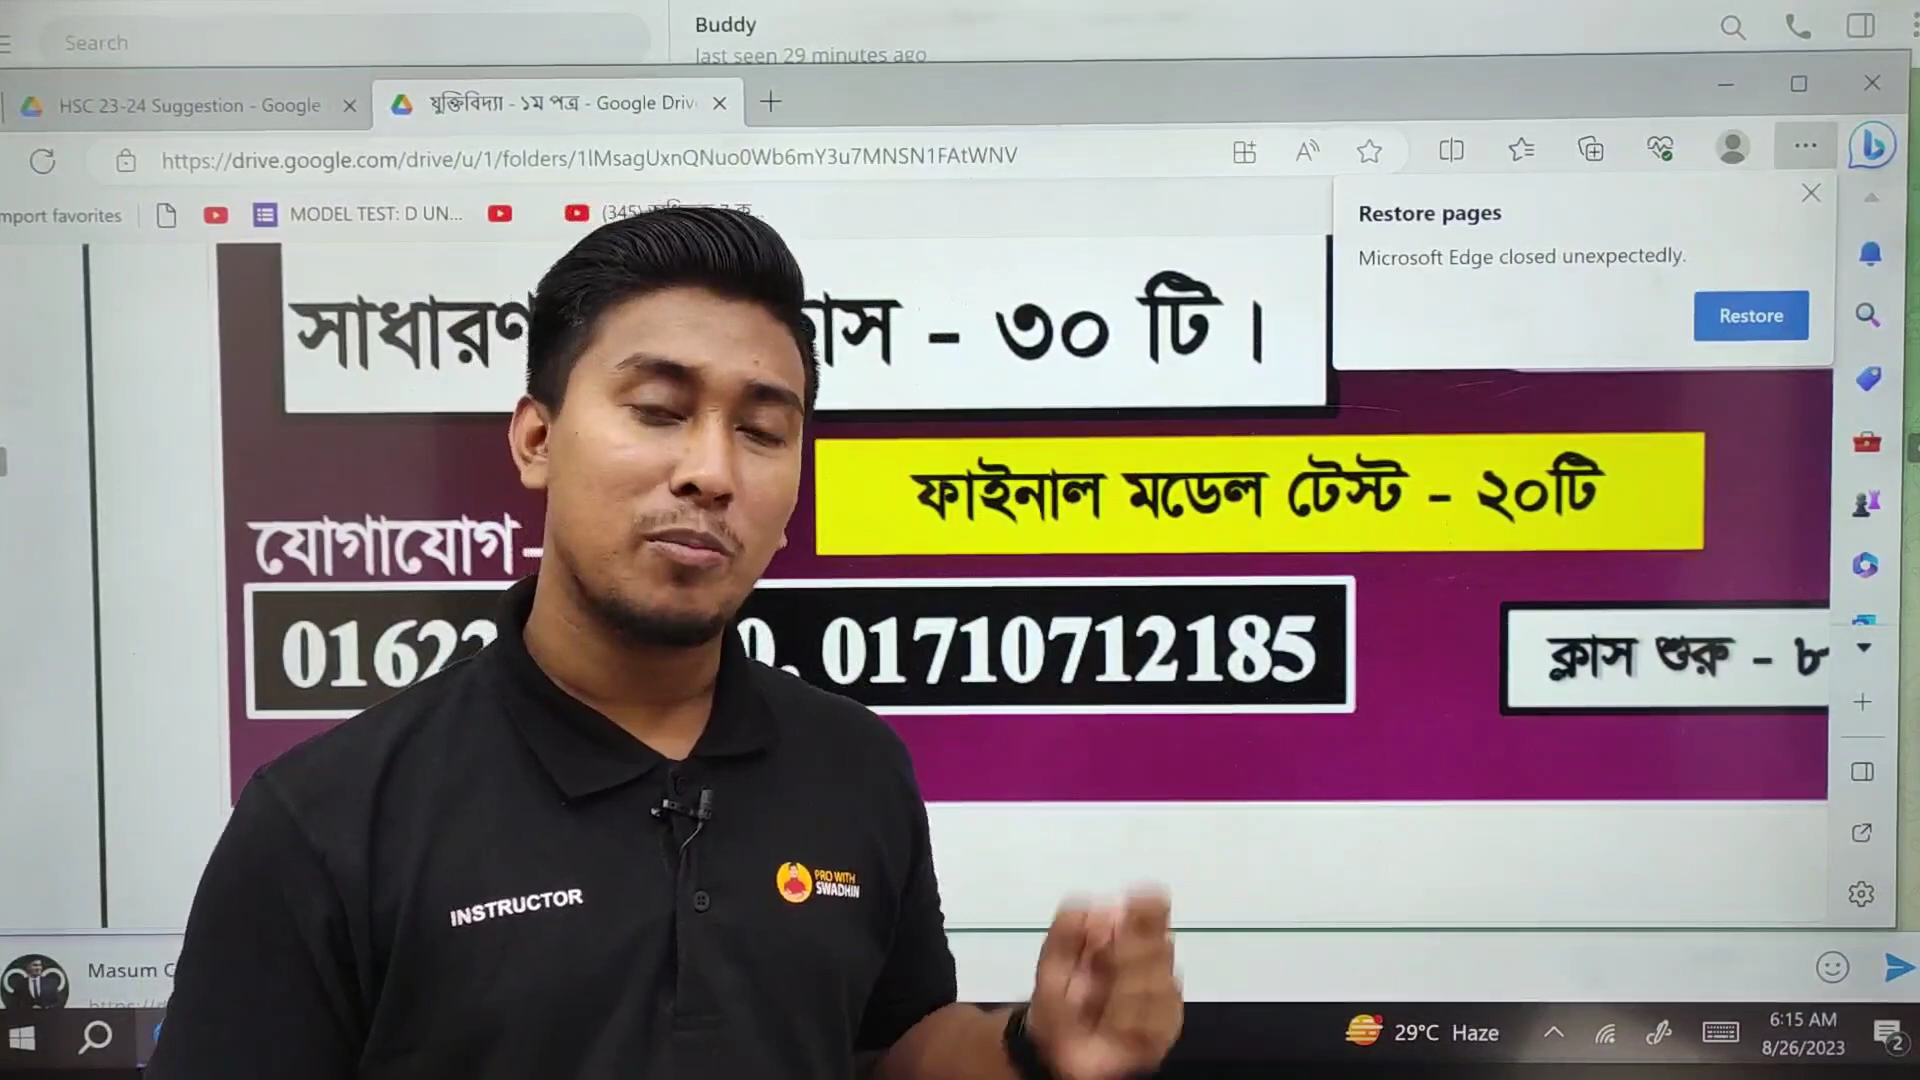 Search
Buddy
last seen 29 minutes ago
HSC 23-24 Suggestion - Google
যুক্তিবিদ্যা - ১ম পত্র - Google Driv
https://drive.google.com/drive/u/1/folders/1lMsagUxnQNuo0Wb6mY3u7MNSN1FAtWNV
mport favorites
MODEL TEST: D UN...
(345)
Restore pages
Microsoft Edge closed unexpectedly.
Restore
সাধারণ
- ৩০ টি।
ফাইনাল মডেল টেস্ট - ২০টি
যোগাযোগ-
01622
0, 01710712185
ক্লাস শুরু - ৮
INSTRUCTOR
PRO WITH
SWADHIN
Masum C
29°C Haze
6:15 AM
8/26/2023
2